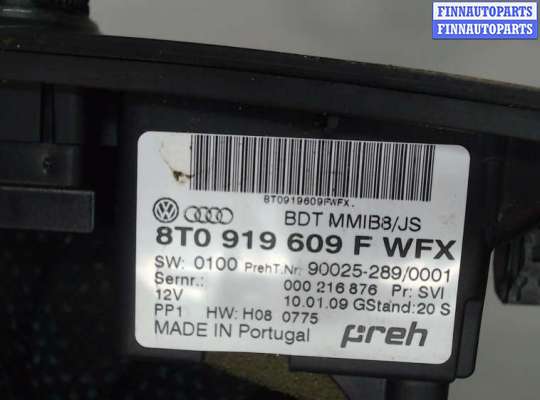 FINNAUTOPARTS
FINNAUTOPARTS
8T0919609FWFX.
BDT MMIB8/JS
8T0 919 609 F WFX
SW: 0100 PrehT.Nr: 90025-289/0001
Sernr.: 000 216 876 Pr: SVI
12V 10.01.09 GStand: 20 S
PP1 HW: H08 0775
MADE IN Portugal preh